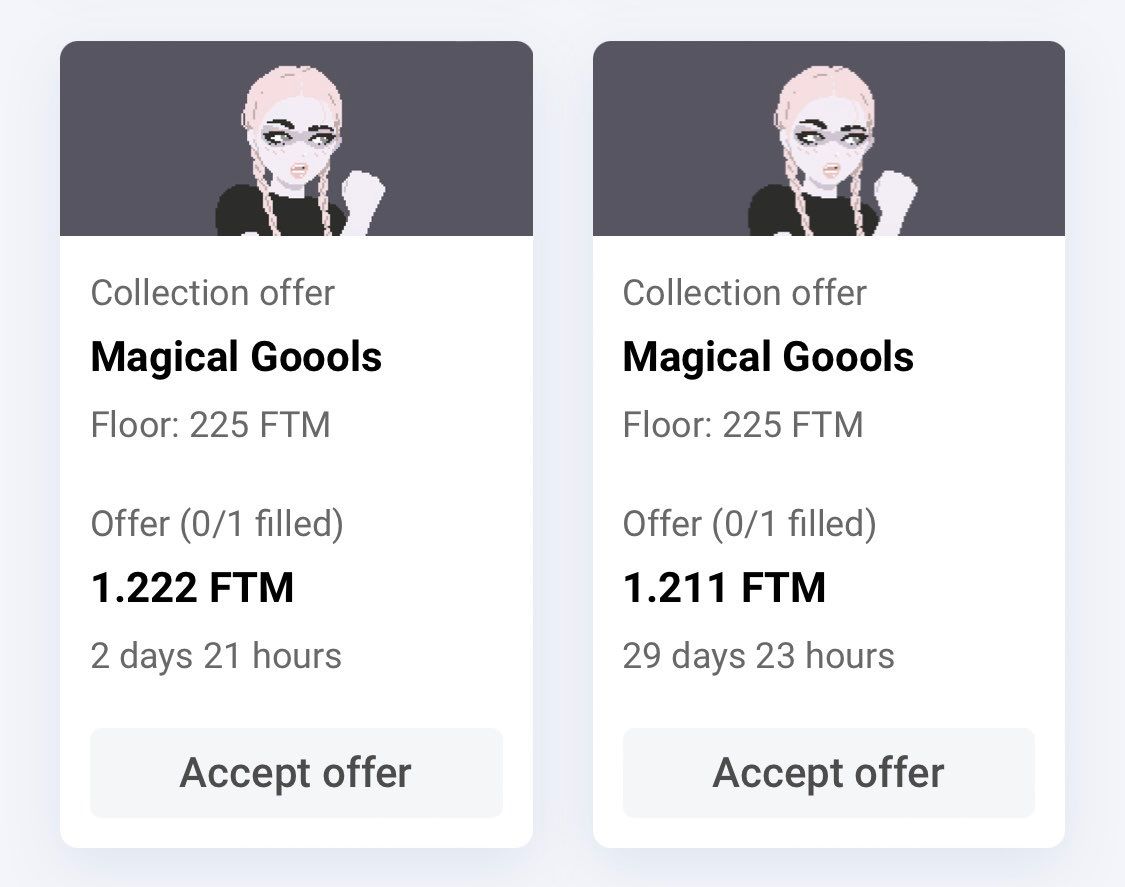 Collection offer
Magical Goools
Floor: 225 FTM
Offer (0/1 filled)
1.222 FTM
2 days 21 hours
Accept offer
Collection offer
Magical Goools
Floor: 225 FTM
Offer (0/1 filled)
1.211 FTM
29 days 23 hours
Accept offer